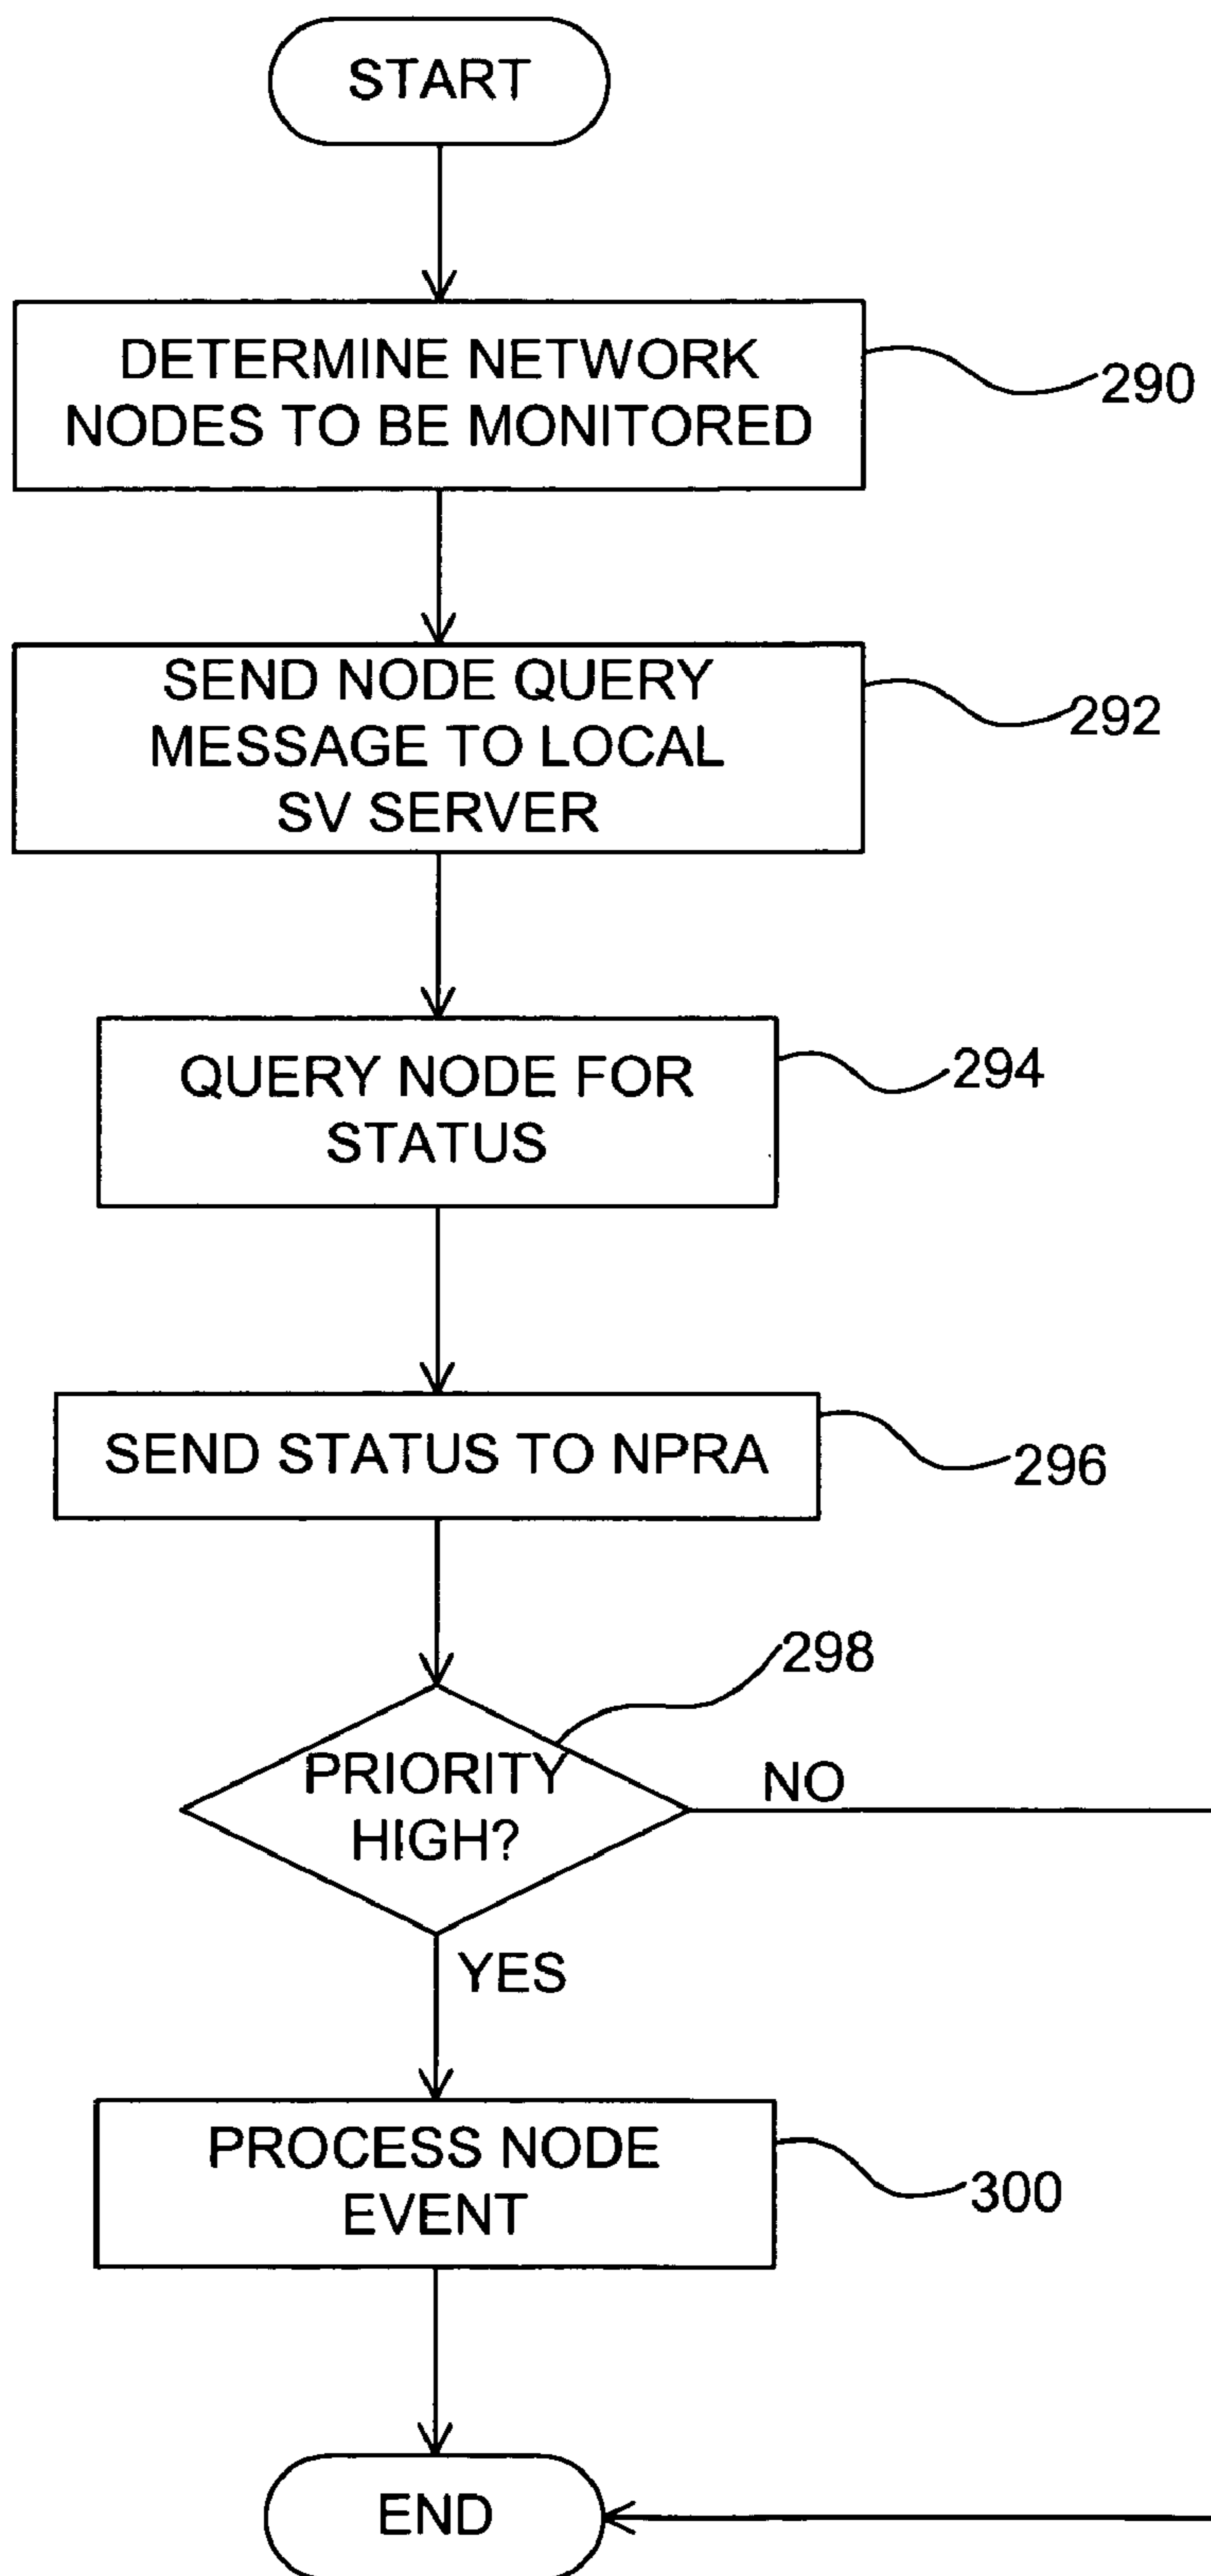 START
DETERMINE NETWORK
NODES TO BE MONITORED
290
SEND NODE QUERY
MESSAGE TO LOCAL
SV SERVER
292
QUERY NODE FOR
STATUS
294
SEND STATUS TO NPRA
296
298
PRIORITY
HIGH?
NO
YES
PROCESS NODE
EVENT
300
END